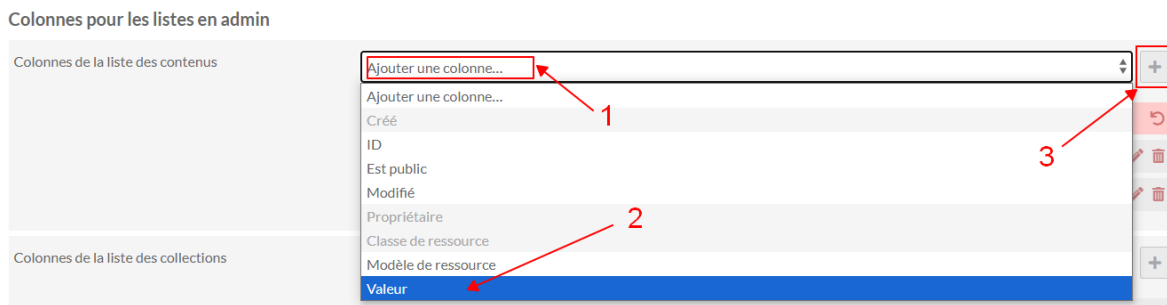 Colonnes pour les listes en admin
Colonnes de la liste des contenus
Ajouter une colonne...
Ajouter une colonne...
1
Créé
ID
3
Est public
Modifié
Propriétaire
2
Classe de ressource
Colonnes de la liste des collections
Modèle de ressource
Valeur